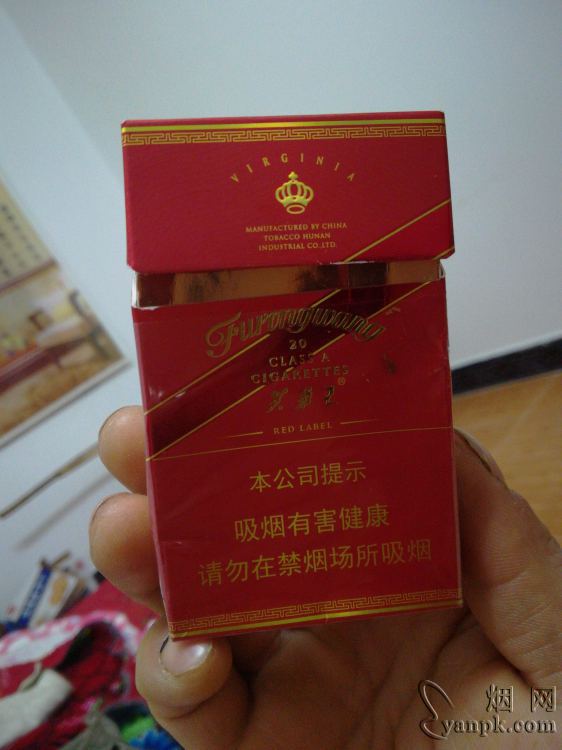 VIRGINIA
MANUFACTURED BY CHINA
TOBACCO HUNAN
INDUSTRIAL CO.,LTD.
Furongwang
20
CLASS A
CIGARETTES
芙蓉王®
RED LABEL
本公司提示
吸烟有害健康
请勿在禁烟场所吸烟
烟网
yanpk.com